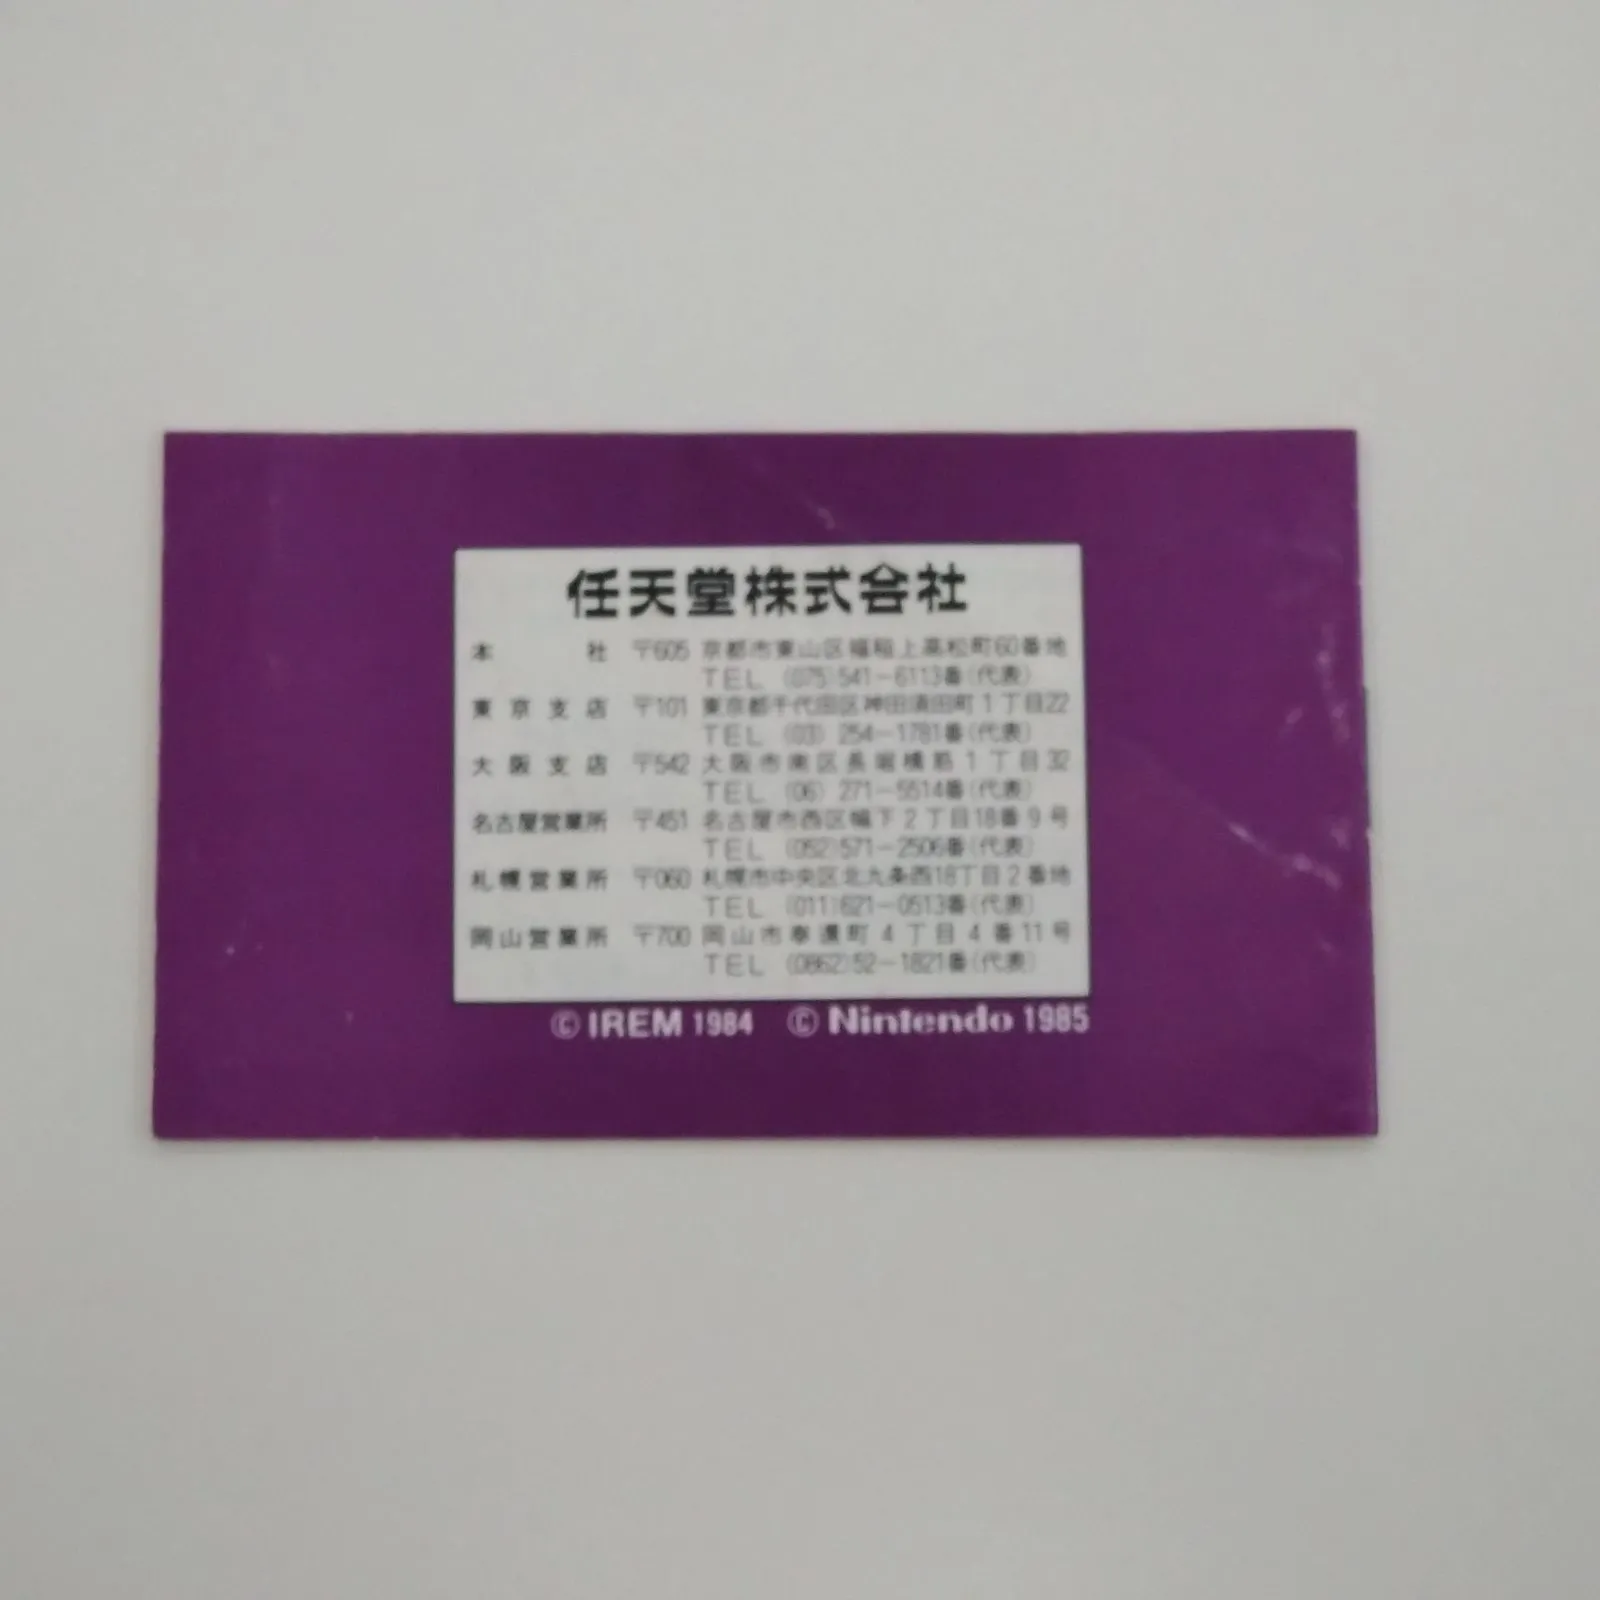 任天堂株式会社
本社 〒605 京都市東山区福稲上高松町60番地
TEL (075)541-6113番(代表)
東京支店 〒101 東京都千代田区神田須田町1丁目22
TEL (03) 254-1781番(代表)
大阪支店 〒542 大阪市南区長堀橋筋1丁目32
TEL (06) 271-5514番(代表)
名古屋営業所 〒451 名古屋市西区幅下2丁目18番9号
TEL (052)571-2506番(代表)
札幌営業所 〒060 札幌市中央区北九条西18丁目2番地
TEL (011)621-0513番(代表)
岡山営業所 〒700 岡山市奉還町4丁目4番11号
TEL (0862)52-1821番(代表)
© IREM 1984 © Nintendo 1985